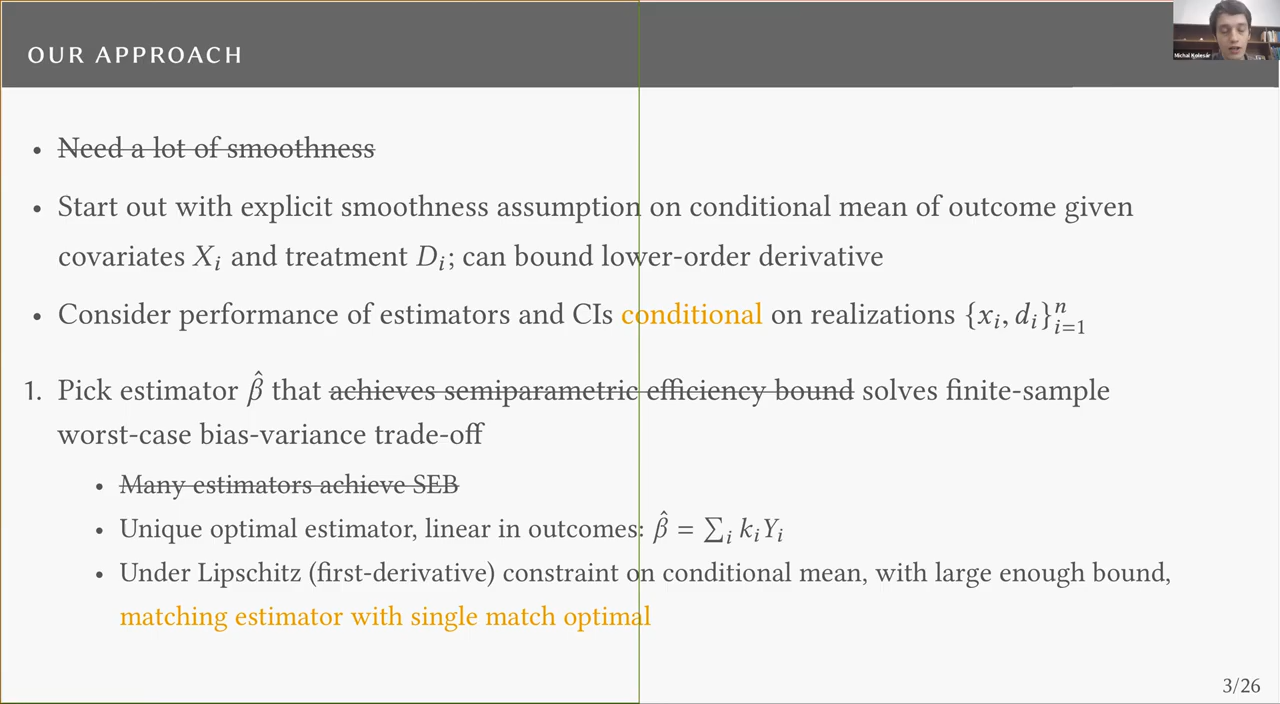 OUR APPROACH
Michal Kolesár
• Need a lot of smoothness
• Start out with explicit smoothness assumption on conditional mean of outcome given
covariates Xᵢ and treatment Dᵢ; can bound lower-order derivative
• Consider performance of estimators and CIs conditional on realizations {xᵢ, dᵢ}ⁿᵢ₌₁
1. Pick estimator β̂ that achieves semiparametric efficiency bound solves finite-sample
worst-case bias-variance trade-off
• Many estimators achieve SEB
• Unique optimal estimator, linear in outcomes: β̂ = ∑ᵢ kᵢYᵢ
• Under Lipschitz (first-derivative) constraint on conditional mean, with large enough bound,
matching estimator with single match optimal
3/26